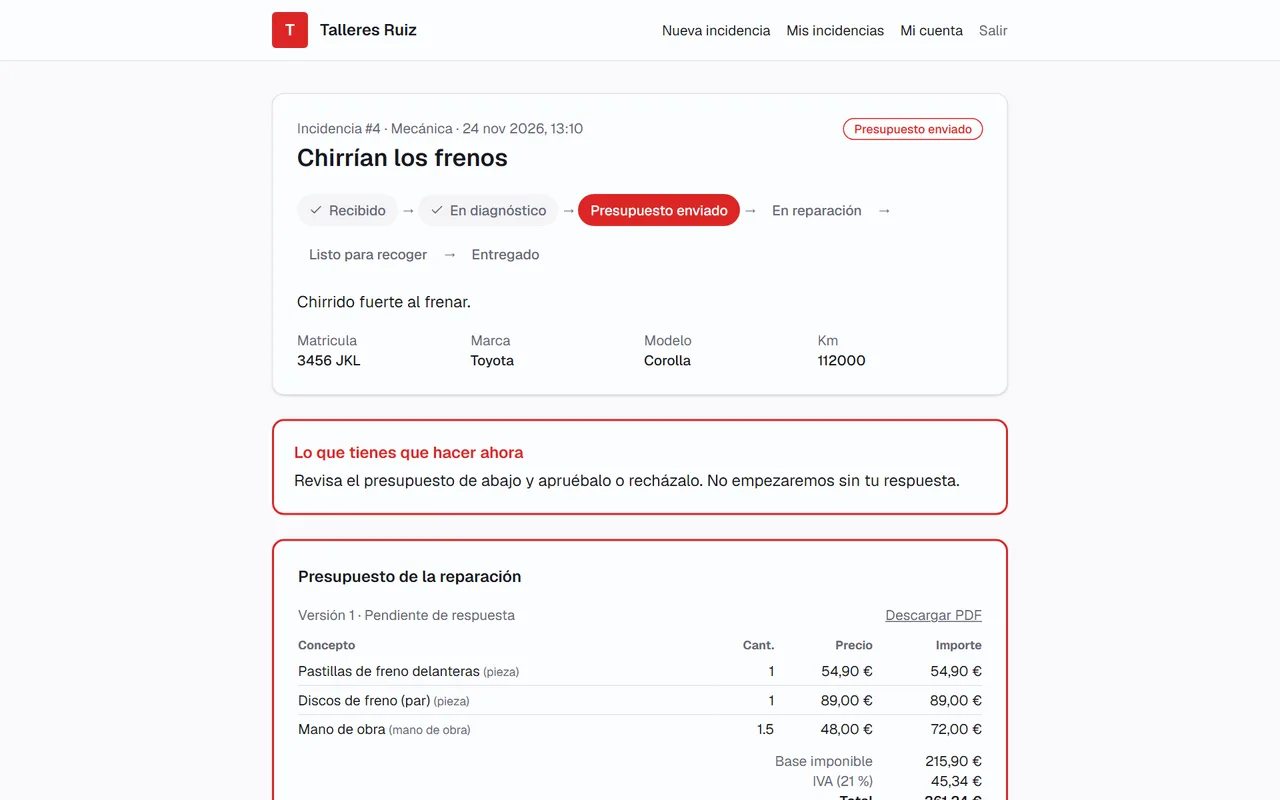 T Talleres Ruiz Nueva incidencia Mis incidencias Mi cuenta Salir
Incidencia #4 · Mecánica · 24 nov 2026, 13:10 Presupuesto enviado
Chirrían los frenos
✓ Recibido → ✓ En diagnóstico → Presupuesto enviado → En reparación →
Listo para recoger → Entregado
Chirrido fuerte al frenar.
Matricula Marca Modelo Km
3456 JKL Toyota Corolla 112000
Lo que tienes que hacer ahora
Revisa el presupuesto de abajo y apruébalo o recházalo. No empezaremos sin tu respuesta.
Presupuesto de la reparación
Versión 1 · Pendiente de respuesta Descargar PDF
Concepto Cant. Precio Importe
Pastillas de freno delanteras (pieza) 1 54,90 € 54,90 €
Discos de freno (par) (pieza) 1 89,00 € 89,00 €
Mano de obra (mano de obra) 1.5 48,00 € 72,00 €
Base imponible 215,90 €
IVA (21 %) 45,34 €
Total 261,24 €